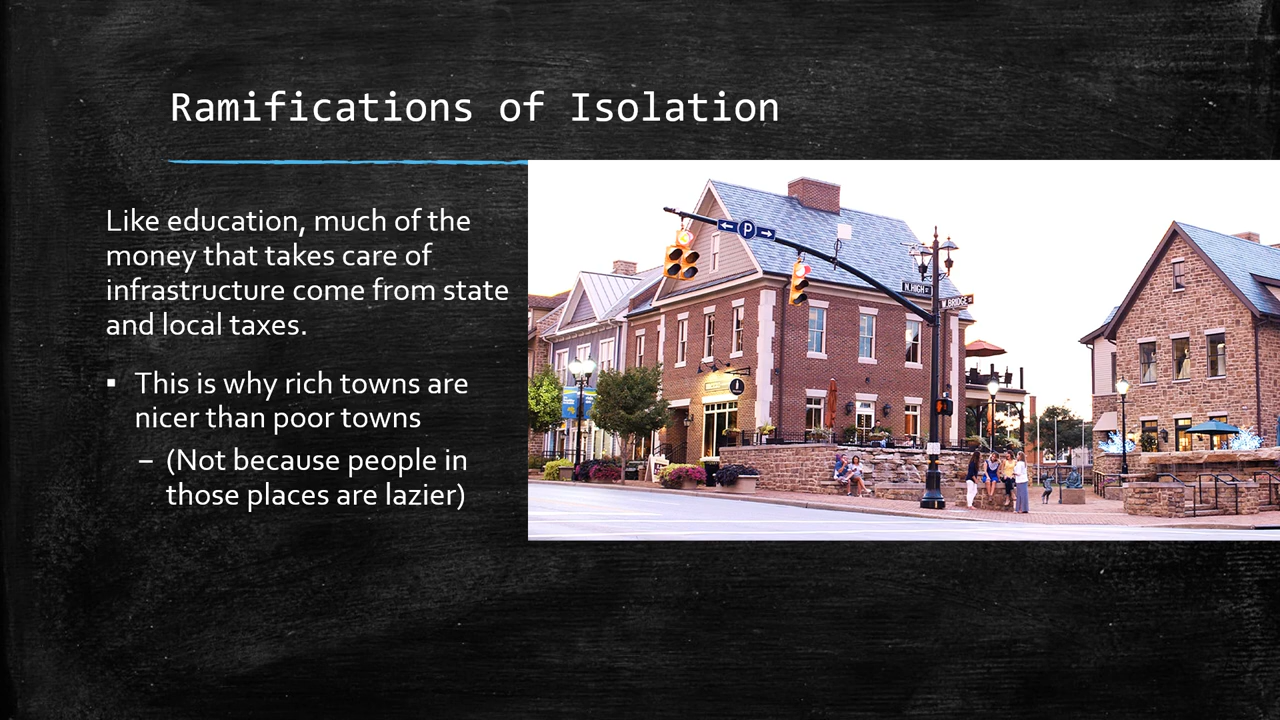 Ramifications of Isolation
Like education, much of the
money that takes care of
infrastructure come from state
and local taxes.
▪ This is why rich towns are
nicer than poor towns
– (Not because people in
those places are lazier)
← P →
N. HIGH
W. BRIDGE